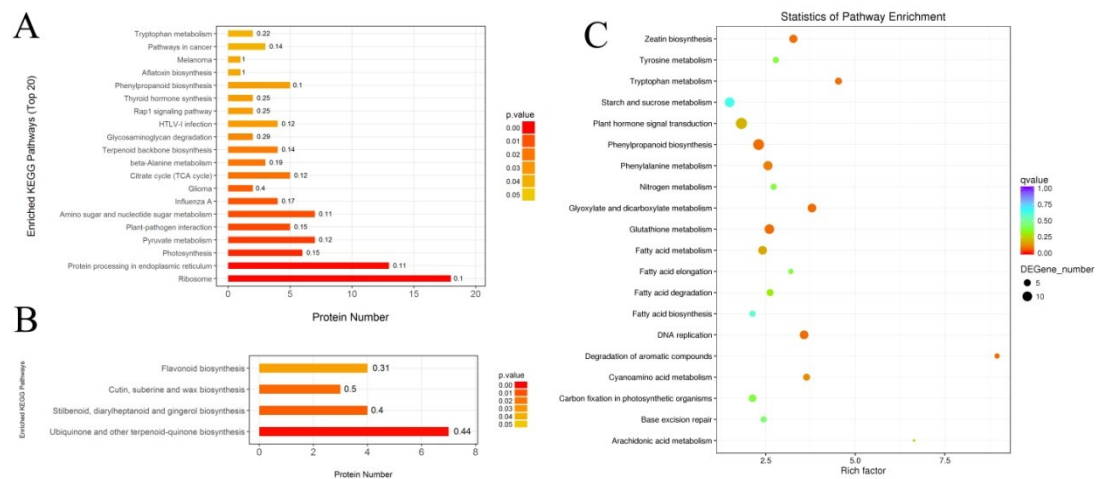 A
Enriched KEGG Pathways (Top 20)
Tryptophan metabolism 0.22
Pathways in cancer 0.14
Melanoma 1
Aflatoxin biosynthesis 1
Phenylpropanoid biosynthesis 0.1
Thyroid hormone synthesis 0.25
Rap1 signaling pathway 0.25
HTLV-I infection 0.12
Glycosaminoglycan degradation 0.29
Terpenoid backbone biosynthesis 0.14
beta-Alanine metabolism 0.19
Citrate cycle (TCA cycle) 0.12
Glioma 0.4
Influenza A 0.17
Amino sugar and nucleotide sugar metabolism 0.11
Plant-pathogen interaction 0.15
Pyruvate metabolism 0.12
Photosynthesis 0.15
Protein processing in endoplasmic reticulum 0.11
Ribosome 0.1
0 5 10 15 20
Protein Number
p.value
0.00
0.01
0.02
0.03
0.04
0.05
B
Enriched KEGG Pathways
Flavonoid biosynthesis 0.31
Cutin, suberine and wax biosynthesis 0.5
Stilbenoid, diarylheptanoid and gingerol biosynthesis 0.4
Ubiquinone and other terpenoid-quinone biosynthesis 0.44
0 1 2 3 4 5 6 7 8
Protein Number
p.value
0.00
0.01
0.02
0.03
0.04
0.05
C
Statistics of Pathway Enrichment
Zeatin biosynthesis
Tyrosine metabolism
Tryptophan metabolism
Starch and sucrose metabolism
Plant hormone signal transduction
Phenylpropanoid biosynthesis
Phenylalanine metabolism
Nitrogen metabolism
Glyoxylate and dicarboxylate metabolism
Glutathione metabolism
Fatty acid metabolism
Fatty acid elongation
Fatty acid degradation
Fatty acid biosynthesis
DNA replication
Degradation of aromatic compounds
Cyanoamino acid metabolism
Carbon fixation in photosynthetic organisms
Base excision repair
Arachidonic acid metabolism
2.5 5.0 7.5
Rich factor
qvalue
1.00
0.75
0.50
0.25
0.00
DEGene_number
5
10